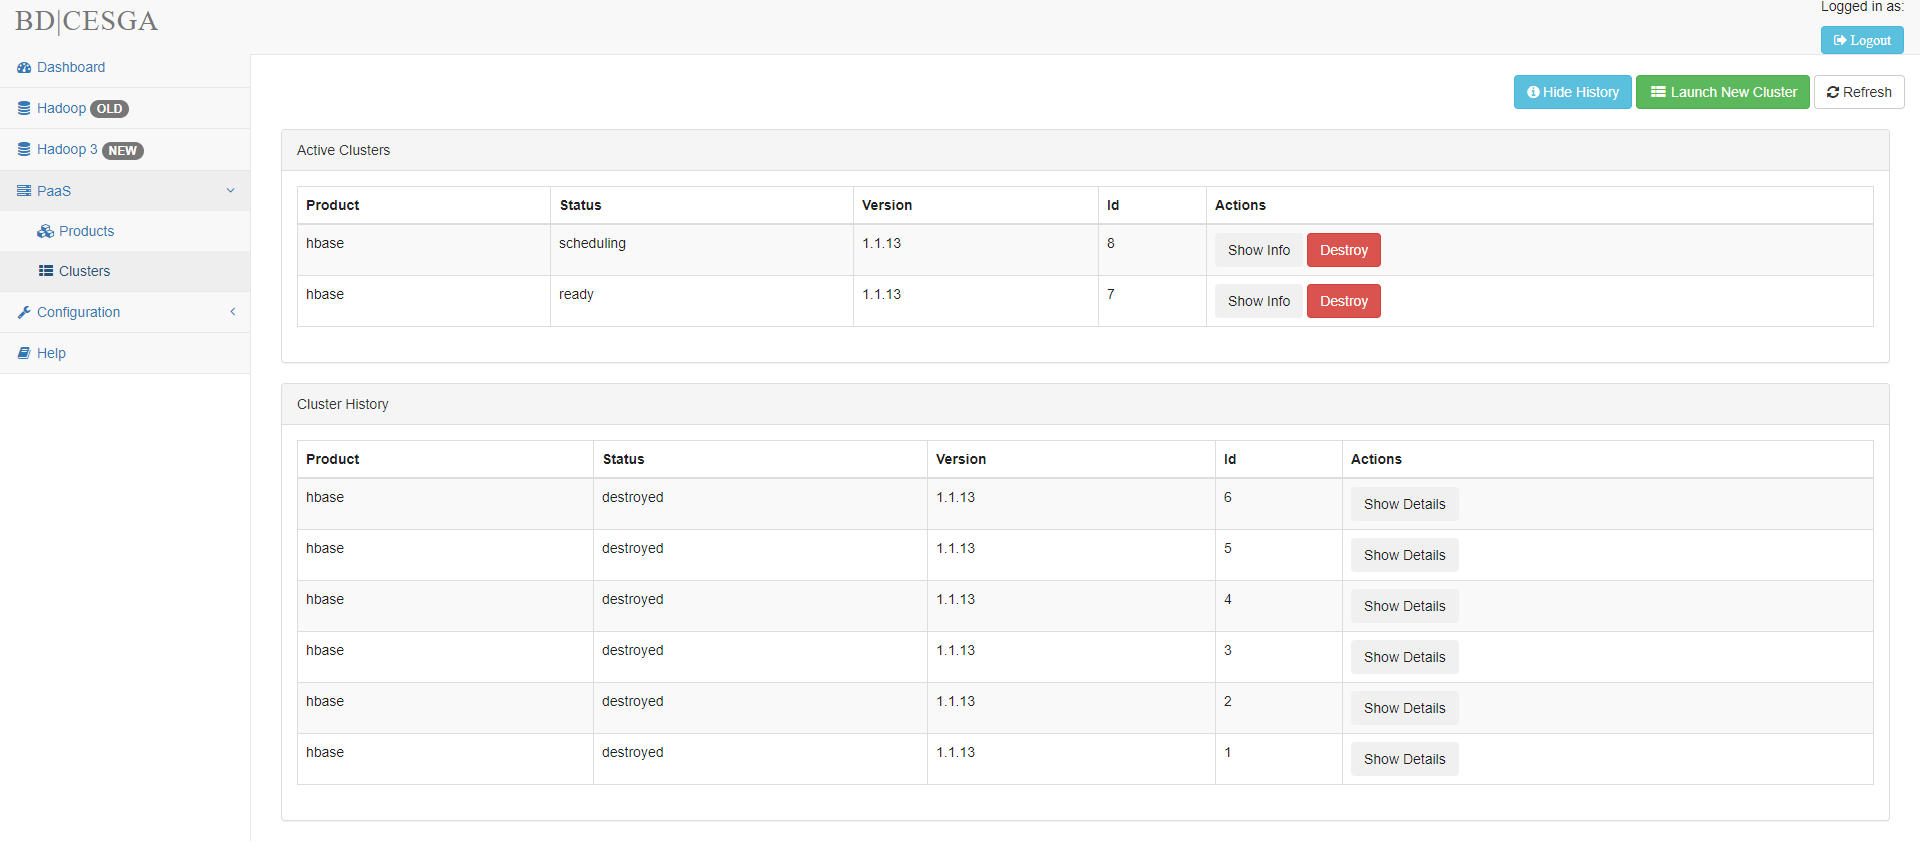 BD|CESGA
Logged in as:
Logout
Dashboard
Hadoop OLD
Hadoop 3 NEW
PaaS
Products
Clusters
Configuration
Help
Hide History Launch New Cluster Refresh
Active Clusters
Product Status Version Id Actions
hbase scheduling 1.1.13 8 Show Info Destroy
hbase ready 1.1.13 7 Show Info Destroy
Cluster History
Product Status Version Id Actions
hbase destroyed 1.1.13 6 Show Details
hbase destroyed 1.1.13 5 Show Details
hbase destroyed 1.1.13 4 Show Details
hbase destroyed 1.1.13 3 Show Details
hbase destroyed 1.1.13 2 Show Details
hbase destroyed 1.1.13 1 Show Details